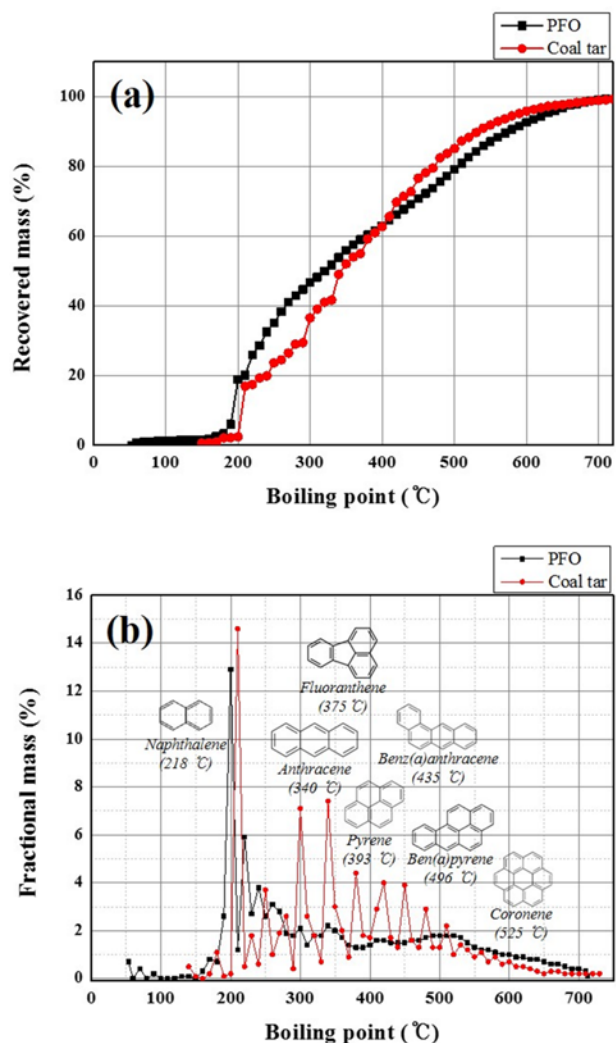 PFO
Coal tar
(a)
Recovered mass (%)
100
80
60
40
20
0
0 100 200 300 400 500 600 700
Boiling point (℃)
PFO
Coal tar
(b)
Fractional mass (%)
16
14
12
10
8
6
4
2
0
Fluoranthene
(375 ℃)
Naphthalene
(218 ℃)
Anthracene
(340 ℃)
Benz(a)anthracene
(435 ℃)
Pyrene
(393 ℃)
Ben(a)pyrene
(496 ℃)
Coronene
(525 ℃)
0 100 200 300 400 500 600 700
Boiling point (℃)